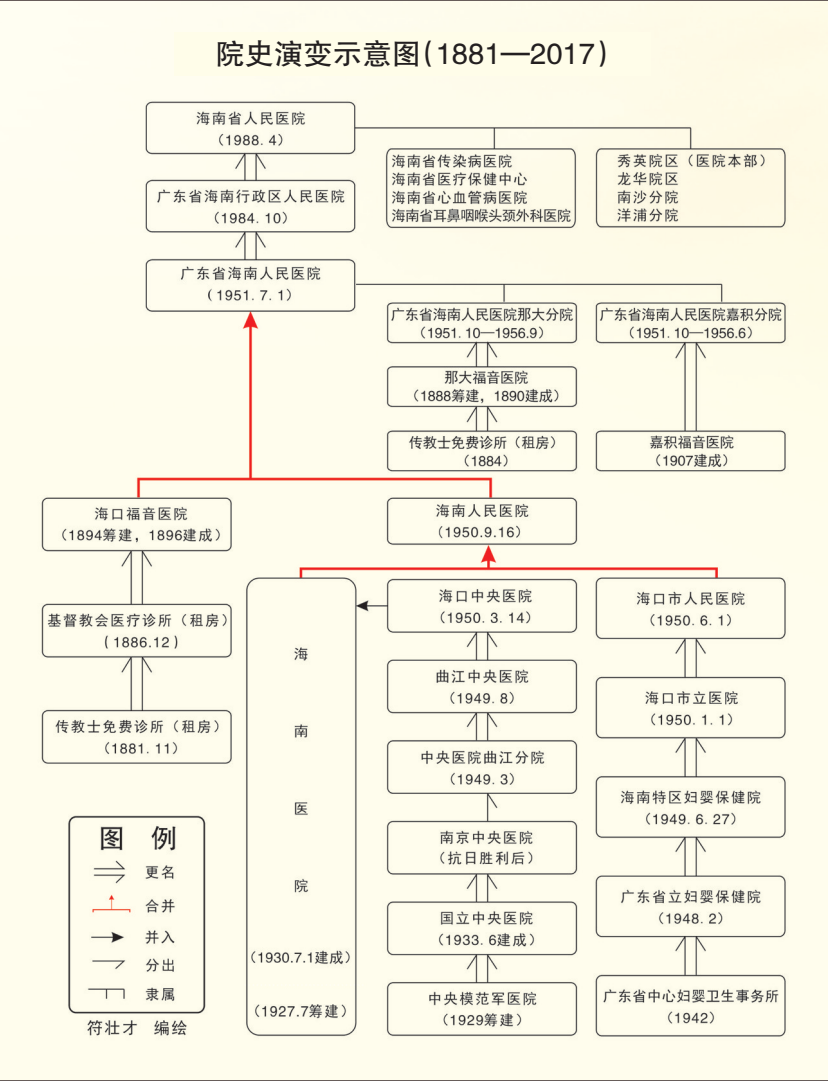 院史演变示意图(1881—2017)
海南省人民医院
(1988. 4)
海南省传染病医院
海南省医疗保健中心
海南省心血管病医院
海南省耳鼻咽喉头颈外科医院
秀英院区(医院本部)
龙华院区
南沙分院
洋浦分院
广东省海南行政区人民医院
(1984. 10)
广东省海南人民医院
(1951. 7. 1)
广东省海南人民医院那大分院
(1951. 10—1956.9)
广东省海南人民医院嘉积分院
(1951. 10—1956.6)
那大福音医院
(1888筹建,1890建成)
传教士免费诊所(租房)
(1884)
嘉积福音医院
(1907建成)
海口福音医院
(1894筹建,1896建成)
海南人民医院
(1950.9.16)
基督教会医疗诊所(租房)
(1886.12)
传教士免费诊所(租房)
(1881. 11)
海
南
医
院
(1930.7.1建成)
(1927.7筹建)
海口中央医院
(1950. 3. 14)
曲江中央医院
(1949. 8)
中央医院曲江分院
(1949. 3)
南京中央医院
(抗日胜利后)
国立中央医院
(1933. 6建成)
中央模范军医院
(1929筹建)
海口市人民医院
(1950. 6. 1)
海口市立医院
(1950. 1. 1)
海南特区妇婴保健院
(1949. 6. 27)
广东省立妇婴保健院
(1948. 2)
广东省中心妇婴卫生事务所
(1942)
图 例
更名
合并
并入
分出
隶属
符壮才 编绘